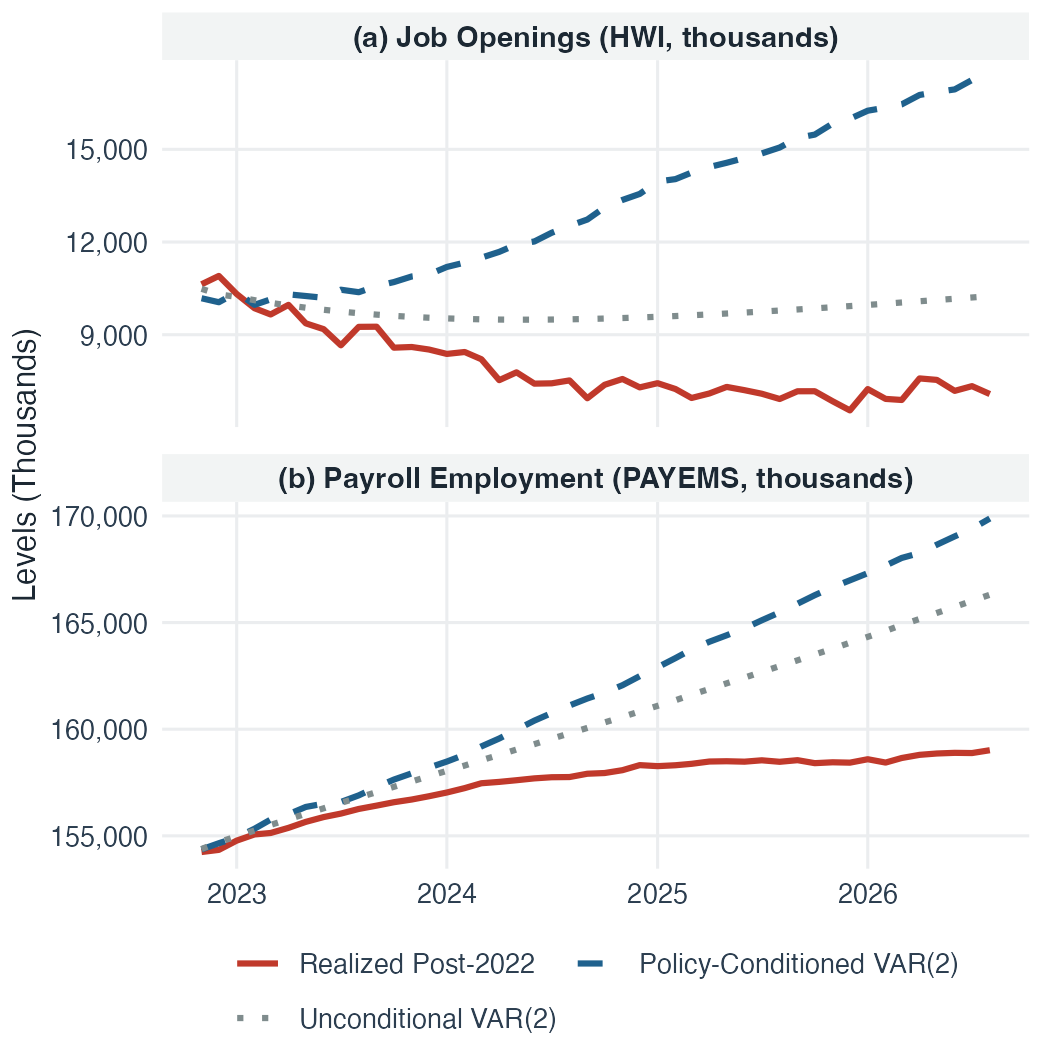 (a) Job Openings (HWI, thousands)
15,000
12,000
9,000
Levels (Thousands)
(b) Payroll Employment (PAYEMS, thousands)
170,000
165,000
160,000
155,000
2023 2024 2025 2026
Realized Post-2022 Policy-Conditioned VAR(2)
Unconditional VAR(2)